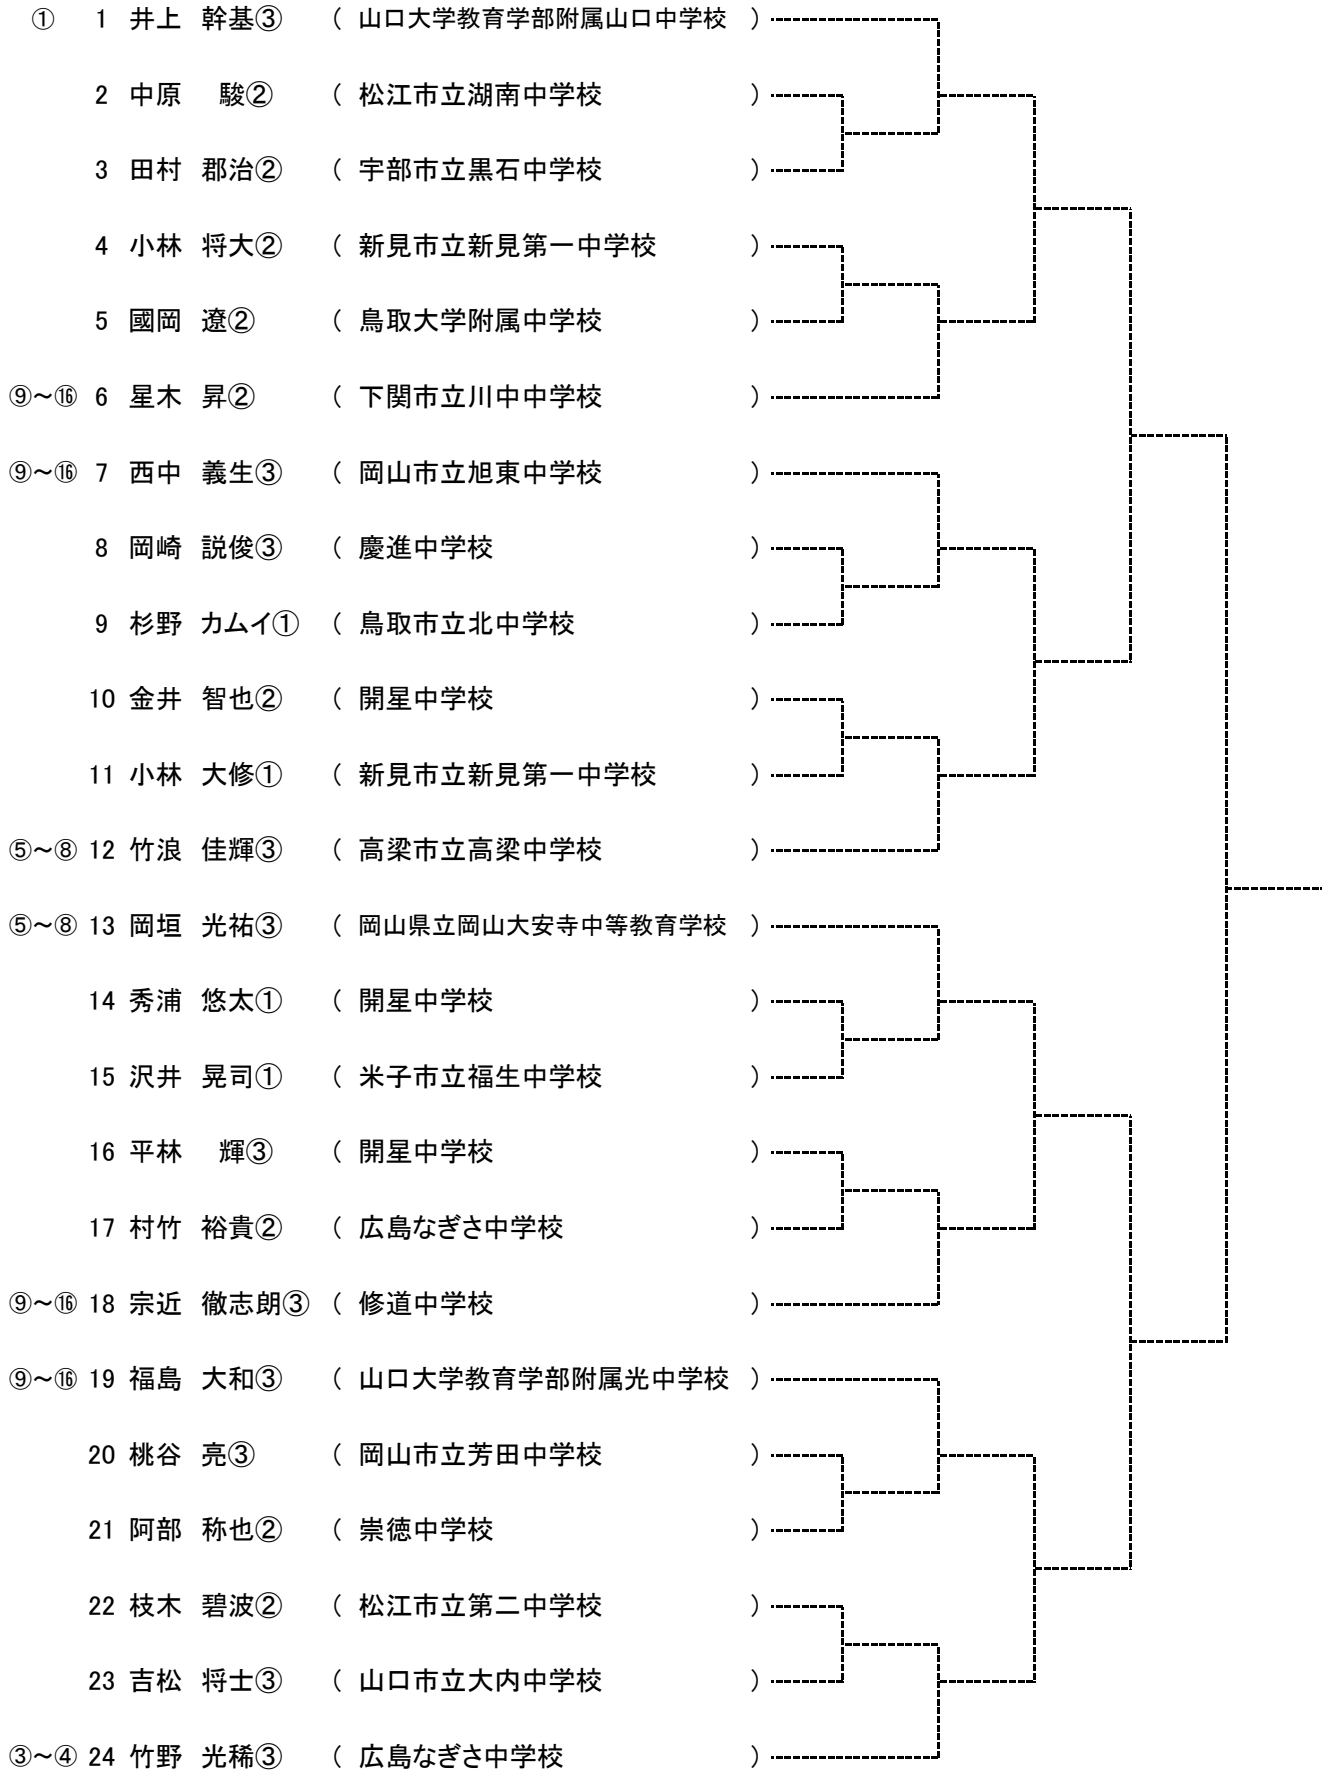 ① 1 井上 幹基③ ( 山口大学教育学部附属山口中学校 )
2 中原 駿② ( 松江市立湖南中学校 )
3 田村 郡治② ( 宇部市立黒石中学校 )
4 小林 将大② ( 新見市立新見第一中学校 )
5 國岡 遼② ( 鳥取大学附属中学校 )
⑨～⑯ 6 星木 昇② ( 下関市立川中中学校 )
⑨～⑯ 7 西中 義生③ ( 岡山市立旭東中学校 )
8 岡崎 説俊③ ( 慶進中学校 )
9 杉野 カムイ① ( 鳥取市立北中学校 )
10 金井 智也② ( 開星中学校 )
11 小林 大修① ( 新見市立新見第一中学校 )
⑤～⑧ 12 竹浪 佳輝③ ( 高梁市立高梁中学校 )
⑤～⑧ 13 岡垣 光祐③ ( 岡山県立岡山大安寺中等教育学校 )
14 秀浦 悠太① ( 開星中学校 )
15 沢井 晃司① ( 米子市立福生中学校 )
16 平林 輝③ ( 開星中学校 )
17 村竹 裕貴② ( 広島なぎさ中学校 )
⑨～⑯ 18 宗近 徹志朗③ ( 修道中学校 )
⑨～⑯ 19 福島 大和③ ( 山口大学教育学部附属光中学校 )
20 桃谷 亮③ ( 岡山市立芳田中学校 )
21 阿部 称也② ( 崇徳中学校 )
22 枝木 碧波② ( 松江市立第二中学校 )
23 吉松 将士③ ( 山口市立大内中学校 )
③～④ 24 竹野 光稀③ ( 広島なぎさ中学校 )